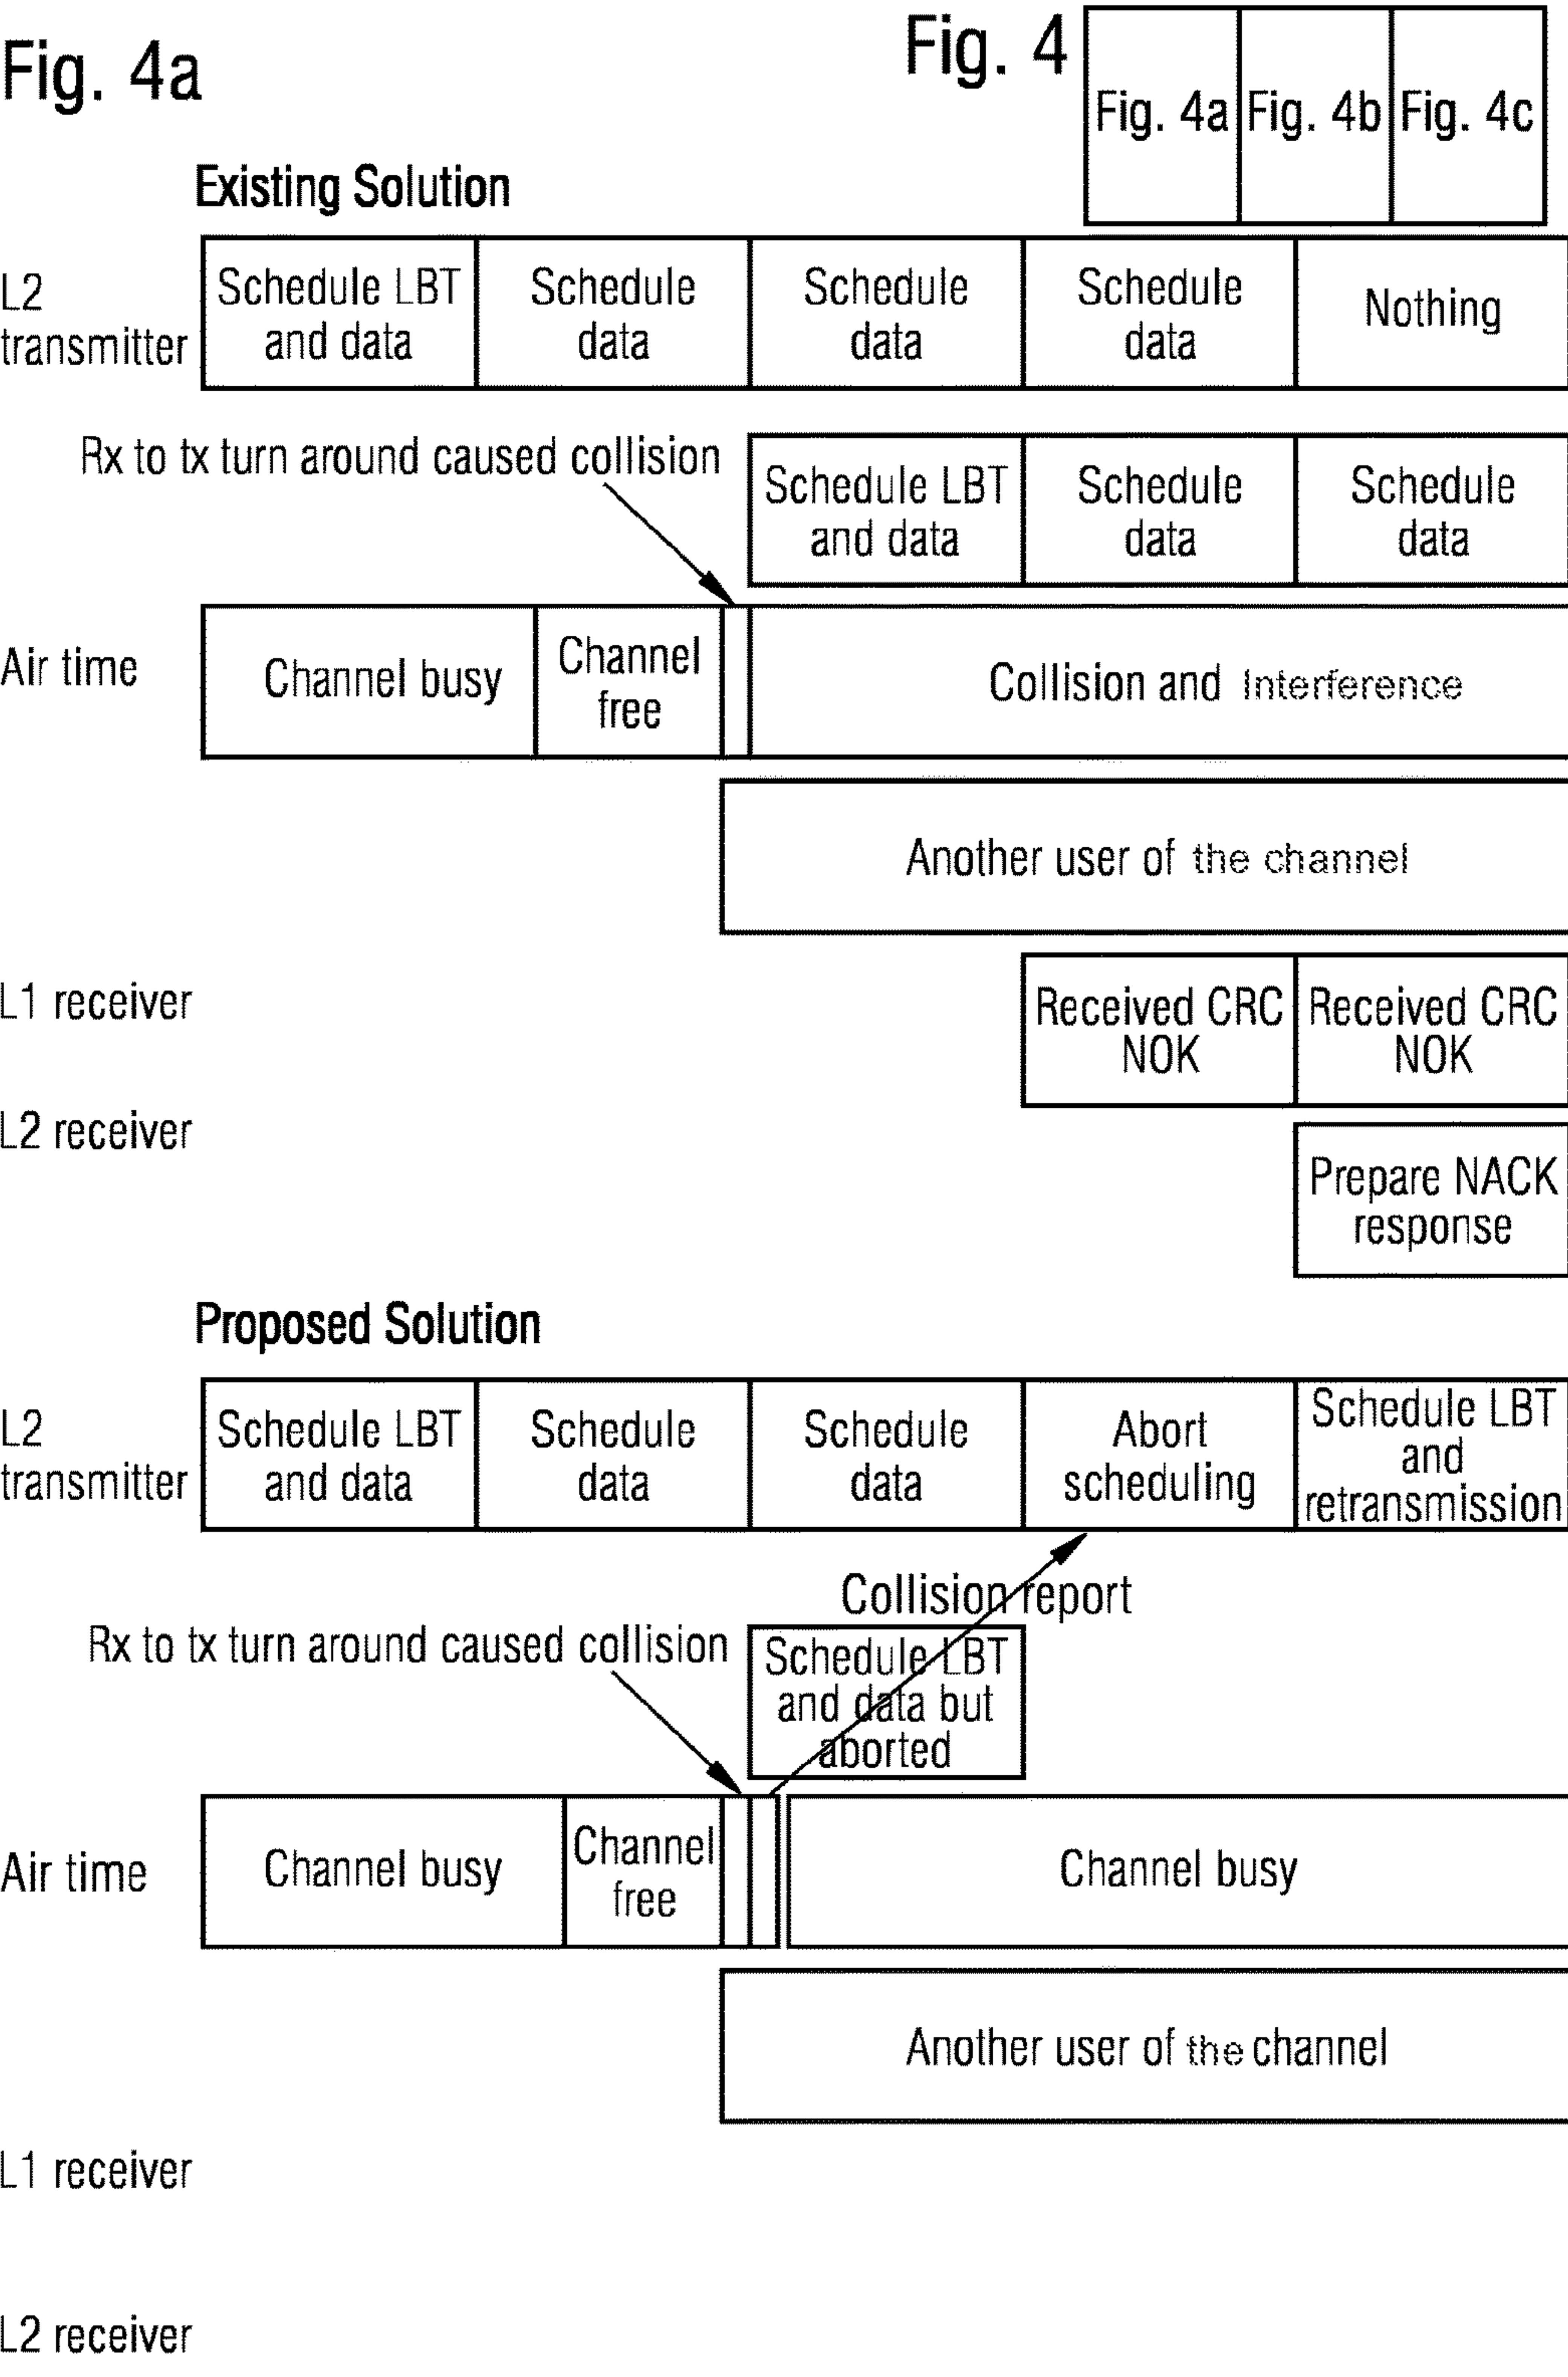 Fig. 4a
Fig. 4
Fig. 4a
Fig. 4b
Fig. 4c
Existing Solution
L2
transmitter
Schedule LBT
and data
Schedule
data
Schedule
data
Schedule
data
Nothing
Rx to tx turn around caused collision
Schedule LBT
and data
Schedule
data
Schedule
data
Air time
Channel busy
Channel
free
Collision and Interference
Another user of the channel
L1 receiver
Received CRC
NOK
Received CRC
NOK
L2 receiver
Prepare NACK
response
Proposed Solution
L2
transmitter
Schedule LBT
and data
Schedule
data
Schedule
data
Abort
scheduling
Schedule LBT
and
retransmission
Collision report
Rx to tx turn around caused collision
Schedule LBT
and data but
aborted
Air time
Channel busy
Channel
free
Channel busy
Another user of the channel
L1 receiver
L2 receiver